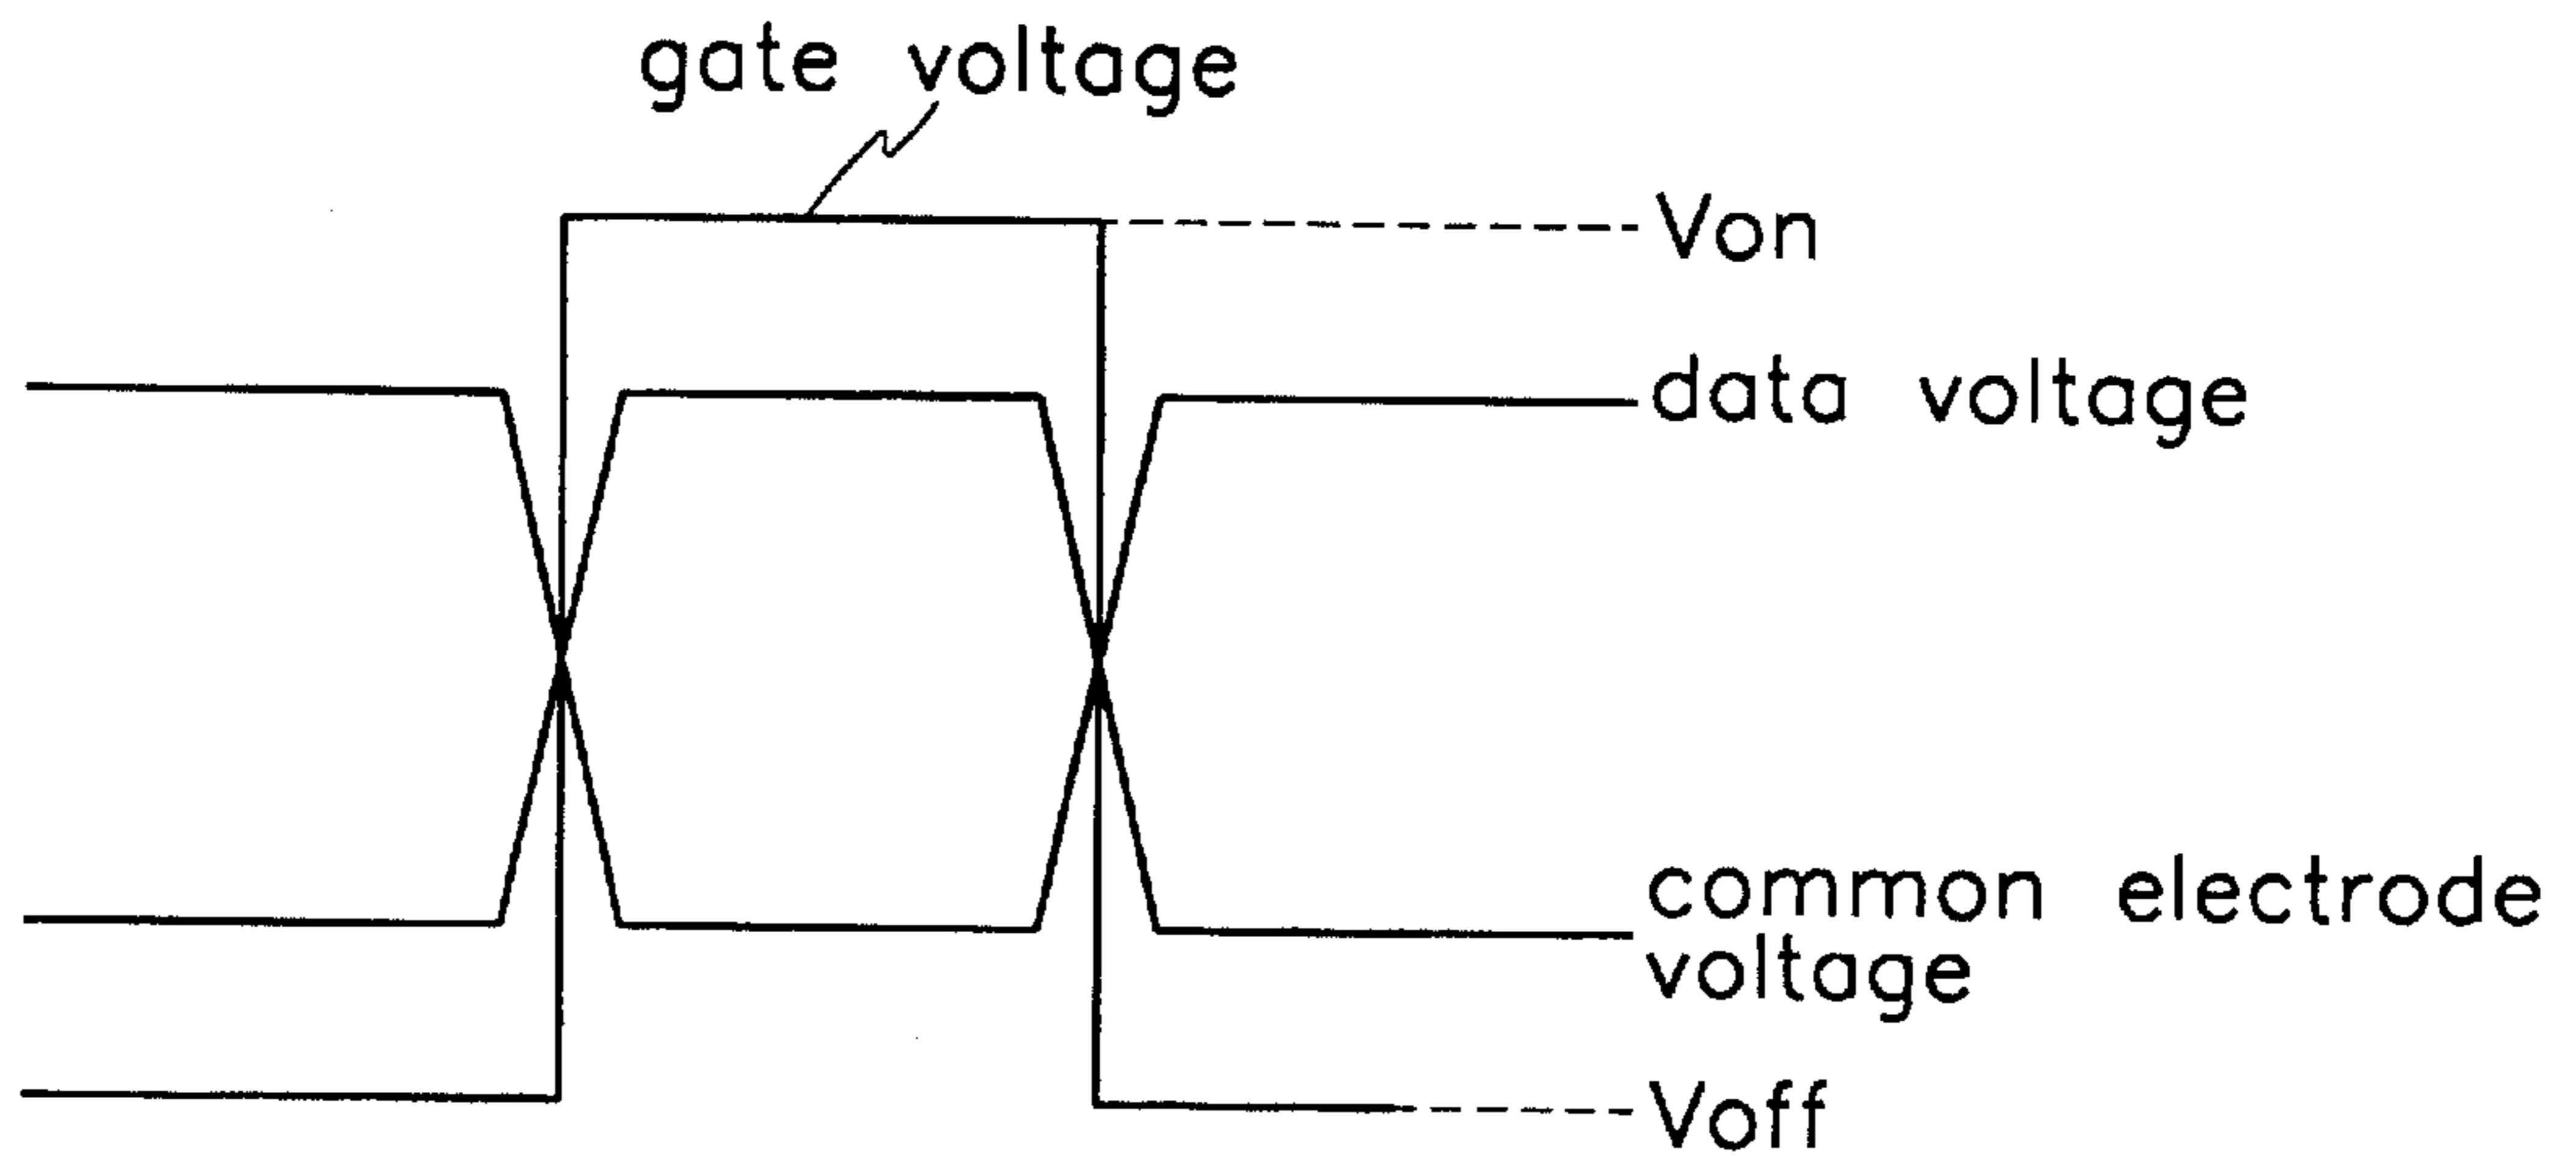 gate voltage
Von
data voltage
common electrode
voltage
Voff